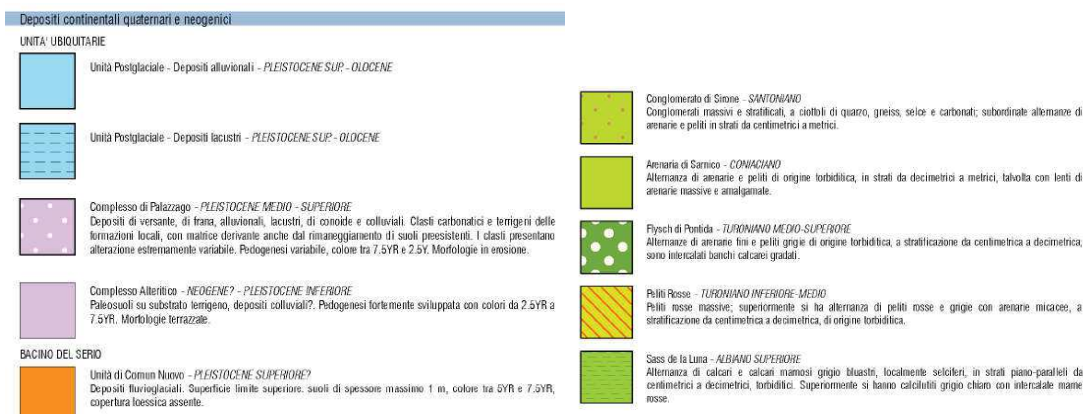 Depositi continentali quaternari e neogenici
UNITA' UBIQUITARIE
Unità Postglaciale - Depositi alluvionali - PLEISTOCENE SUP. - OLOCENE
Unità Postglaciale - Depositi lacustri - PLEISTOCENE SUP. - OLOCENE
Complesso di Palazzago - PLEISTOCENE MEDIO - SUPERIORE
Depositi di versante, di frana, alluvionali, lacustri, di conoide e colluviali. Clasti carbonatici e terrigeni delle
formazioni locali, con matrice derivante anche dal rimaneggiamento di suoli preesistenti. I clasti presentano
alterazione estremamente variabile. Pedogenesi variabile, colore tra 7.5YR e 2.5Y. Morfologie in erosione.
Complesso Alteritico - NEOGENE? - PLEISTOCENE INFERIORE
Paleosuoli su substrato terrigeno, depositi colluviali?. Pedogenesi fortemente sviluppata con colori da 2.5YR a
7.5YR. Morfologie terrazzate.
BACINO DEL SERIO
Unità di Comun Nuovo - PLEISTOCENE SUPERIORE?
Depositi fluvioglaciali. Superficie limite superiore: suoli di spessore massimo 1 m, colore tra 5YR e 7.5YR,
copertura loessica assente.
Conglomerato di Sirone - SANTONIANO
Conglomerati massivi e stratificati, a ciottoli di quarzo, gneiss, selce e carbonati; subordinate alternanze di
arenarie e peliti in strati da centimetrici a metrici.
Arenaria di Sarnico - CONIACIANO
Alternanza di arenarie e peliti di origine torbiditica, in strati da decimetrici a metrici, talvolta con lenti di
arenarie massive e amalgamate.
Flysch di Pontida - TURONIANO MEDIO-SUPERIORE
Alternanze di arenarie fini e peliti grigie di origine torbiditica, a stratificazione da centimetrica a decimetrica,
sono intercalati banchi calcarei gradati.
Peliti Rosse - TURONIANO INFERIORE-MEDIO
Peliti rosse massive; superiormente si ha alternanza di peliti rosse e grigie con arenarie micacee, a
stratificazione da centimetrica a decimetrica, di origine torbiditica.
Sass de la Luna - ALBIANO SUPERIORE
Alternanza di calcari e calcari marnosi grigio bluastri, localmente selciferi, in strati piano-paralleli da
centimetrici a decimetrici, torbiditici. Superiormente si hanno calcilutiti grigio chiaro con intercalate marne
rosse.